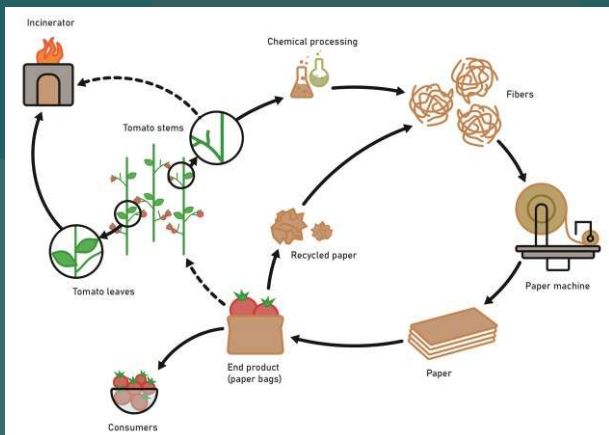 Incinerator
Chemical processing
Fibers
Tomato stems
Recycled paper
Tomato leaves
Paper machine
End product
(paper bags)
Paper
Consumers